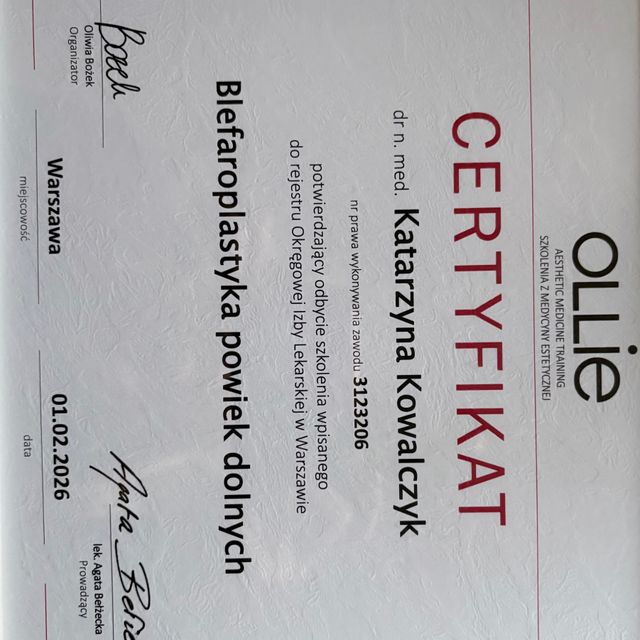 OLLie
AESTHETIC MEDICINE TRAINING
SZKOLENIA Z MEDYCYNY ESTETYCZNEJ
CERTYFIKAT
dr n. med. Katarzyna Kowalczyk
nr prawa wykonywania zawodu 3123206
potwierdzający odbycie szkolenia wpisanego
do rejestru Okręgowej Izby Lekarskiej w Warszawie
Blefaroplastyka powiek dolnych
Oliwia Bożek
Organizator
Warszawa
miejscowość
01.02.2026
data
Agata
lek. Agata Bełżecka
Prowadzący